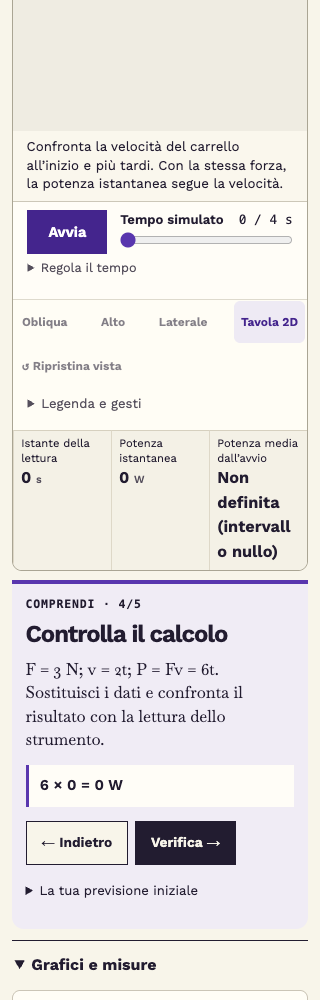 Confronta la velocità del carrello
all’inizio e più tardi. Con la stessa forza,
la potenza istantanea segue la velocità.
Avvia
Tempo simulato 0 / 4 s
▶ Regola il tempo
Obliqua Alto Laterale Tavola 2D
↺ Ripristina vista
▶ Legenda e gesti
Istante della
lettura
0 s
Potenza
istantanea
0 W
Potenza media
dall’avvio
Non
definita
(intervall
o nullo)
COMPRENDI · 4/5
Controlla il calcolo
F = 3 N; v = 2t; P = Fv = 6t.
Sostituisci i dati e confronta il
risultato con la lettura dello
strumento.
6 × 0 = 0 W
← Indietro Verifica →
▶ La tua previsione iniziale
▼ Grafici e misure